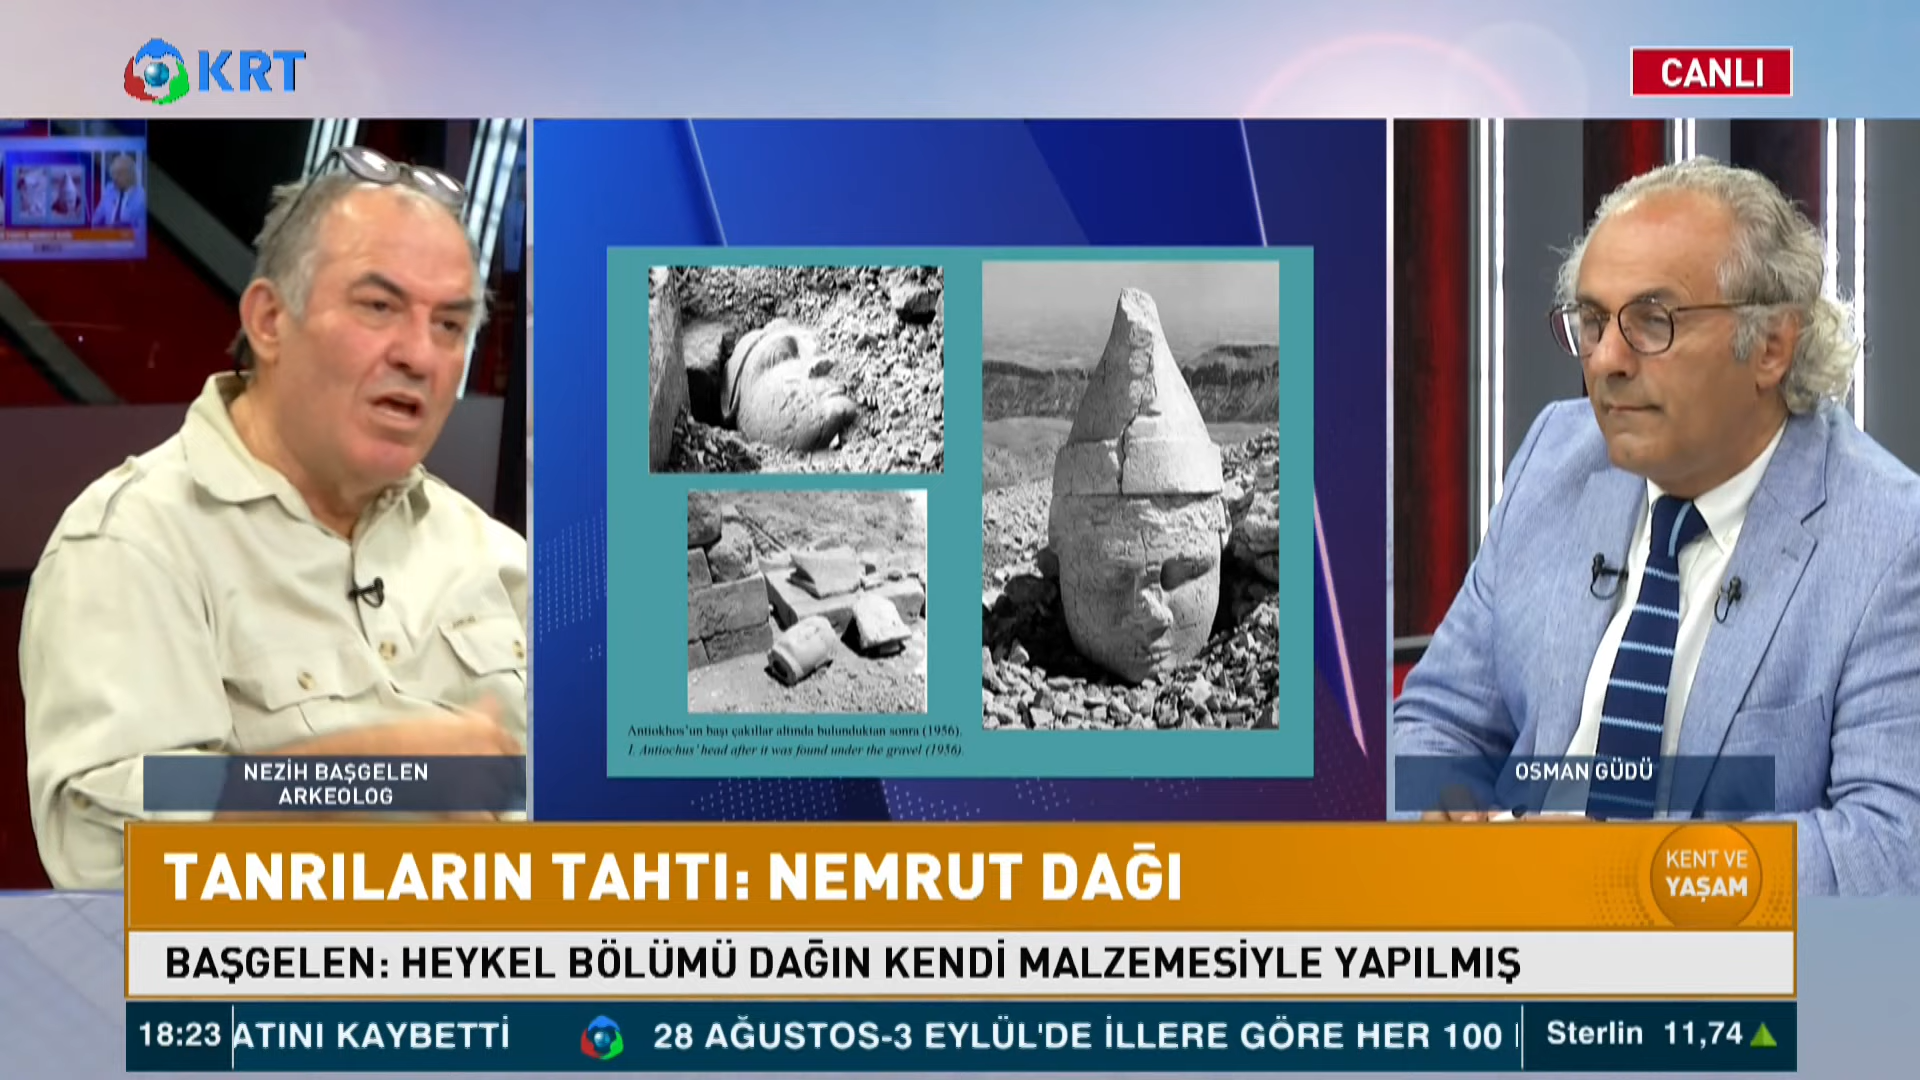 KRT
CANLI
Antiokhos'un başı çakıllar altında bulunduktan sonra (1956).
I. Antiochus' head after it was found under the gravel (1956).
NEZİH BAŞGELEN
ARKEOLOG
OSMAN GÜDÜ
TANRILARIN TAHTI: NEMRUT DAĞI
KENT VE
YAŞAM
BAŞGELEN: HEYKEL BÖLÜMÜ DAĞIN KENDİ MALZEMESİYLE YAPILMIŞ
18:23 ATINI KAYBETTİ 28 AĞUSTOS-3 EYLÜL'DE İLLERE GÖRE HER 100 Sterlin 11,74